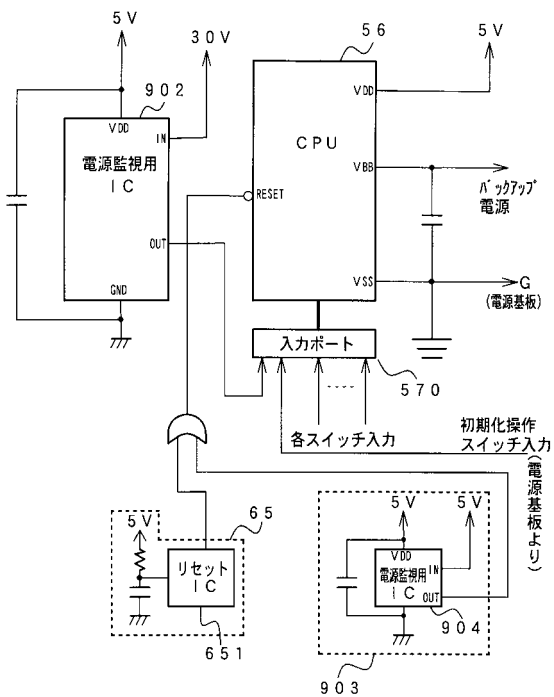 5V
30V
56
5V
902
VDD
IN
電源監視用
IC
OUT
GND
CPU
VDD
VBB
RESET
VSS
バックアップ
電源
G
(電源基板)
入力ポート
570
各スイッチ入力
初期化操作
スイッチ入力
(電源基板より)
65
5V
リセット
IC
651
5V
5V
VDD
電源監視用
IC
IN
OUT
904
903